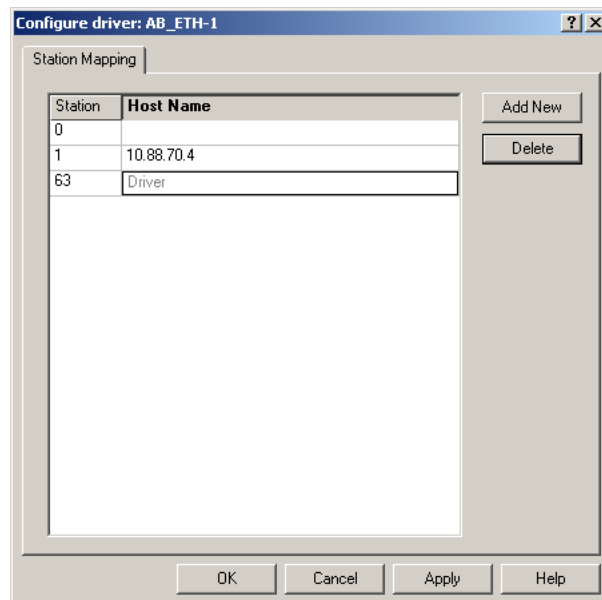 Configure driver: AB_ETH-1
Station Mapping
Station Host Name
0
1 10.88.70.4
63 Driver
Add New
Delete
OK Cancel Apply Help